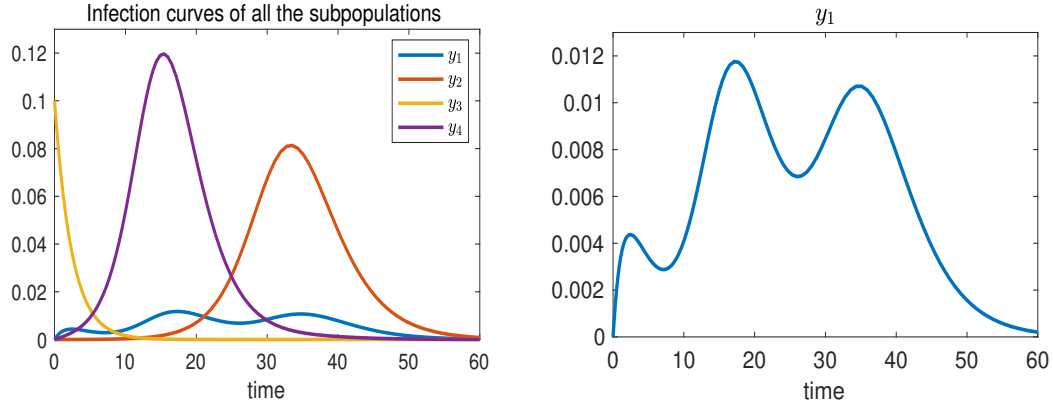 Infection curves of all the subpopulations
0.12
0.1
0.08
0.06
0.04
0.02
0
0 10 20 30 40 50 60
time
y1
y2
y3
y4
y1
0.012
0.01
0.008
0.006
0.004
0.002
0
0 10 20 30 40 50 60
time